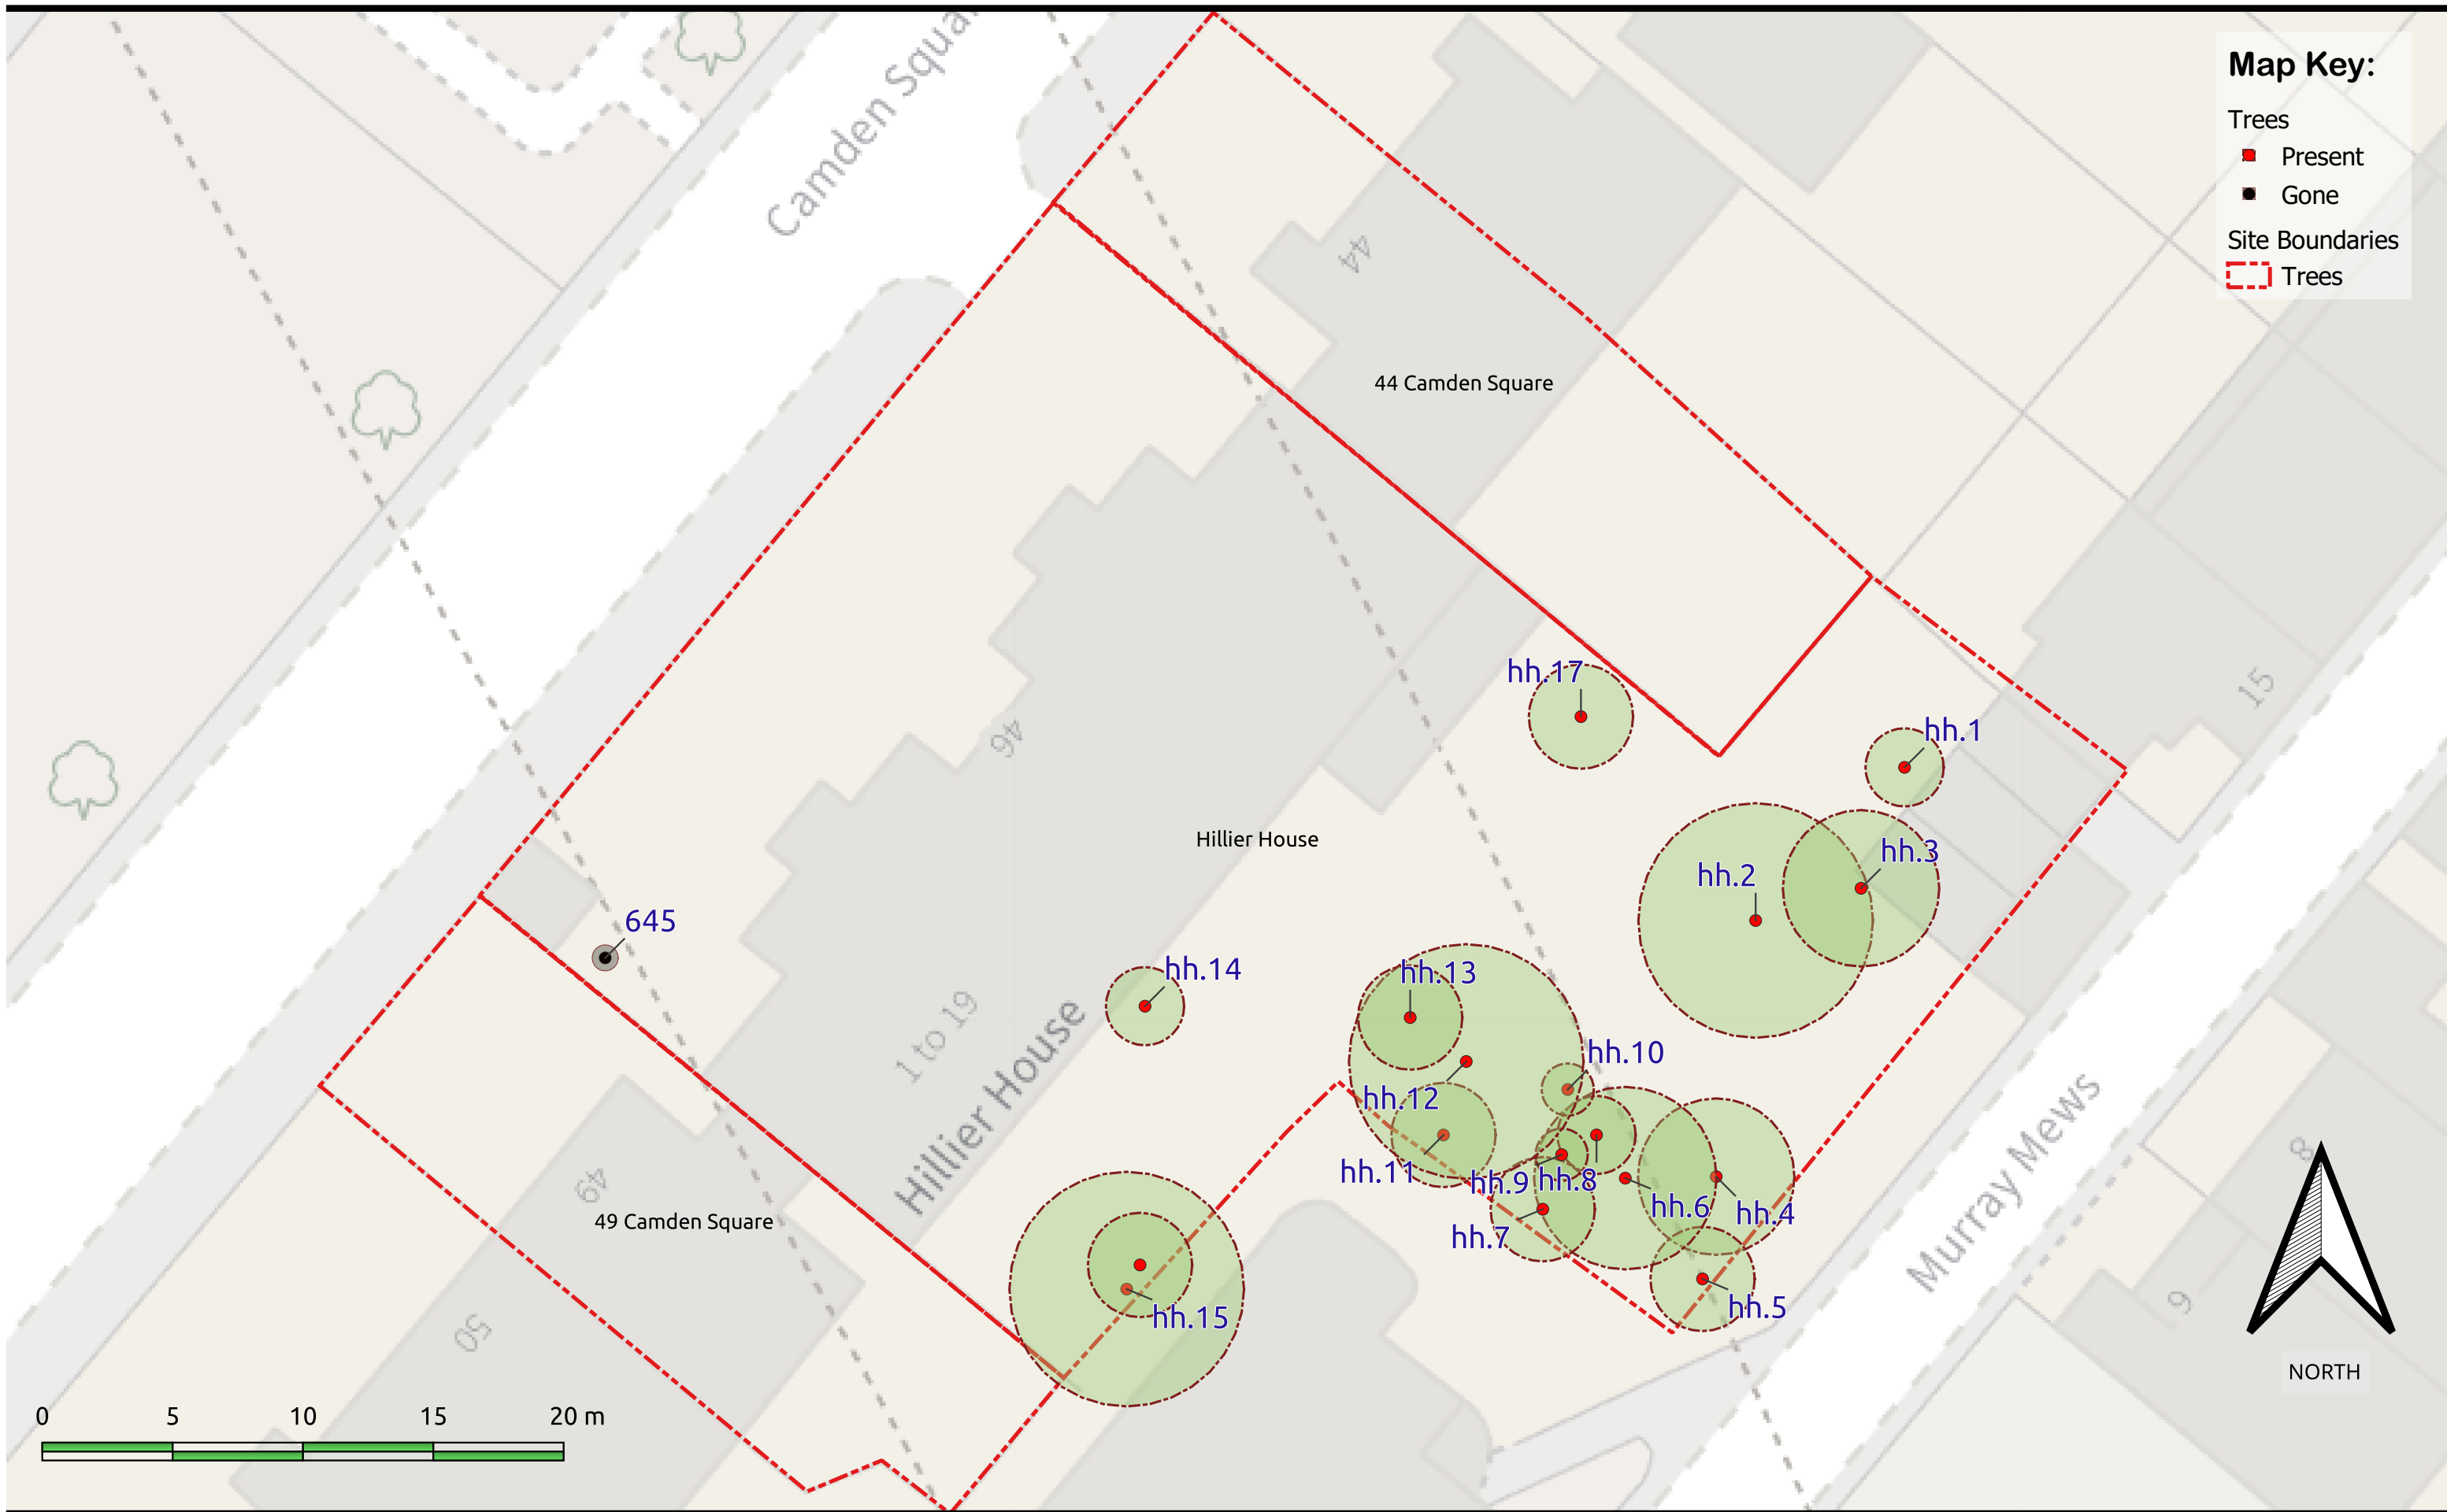 Camden Squar
Map Key:
Trees
Present
Gone
Site Boundaries
Trees
44
44 Camden Square
hh.17
15
hh.1
46
Hillier House
hh.3
hh.2
645
hh.14
hh.13
1 to 19
Hillier House
hh.10
hh.12
hh.11
hh.9
hh.8
hh.6
hh.4
hh.7
Murray Mews
8
49
49 Camden Square
hh.15
hh.5
9
50
NORTH
0 5 10 15 20 m